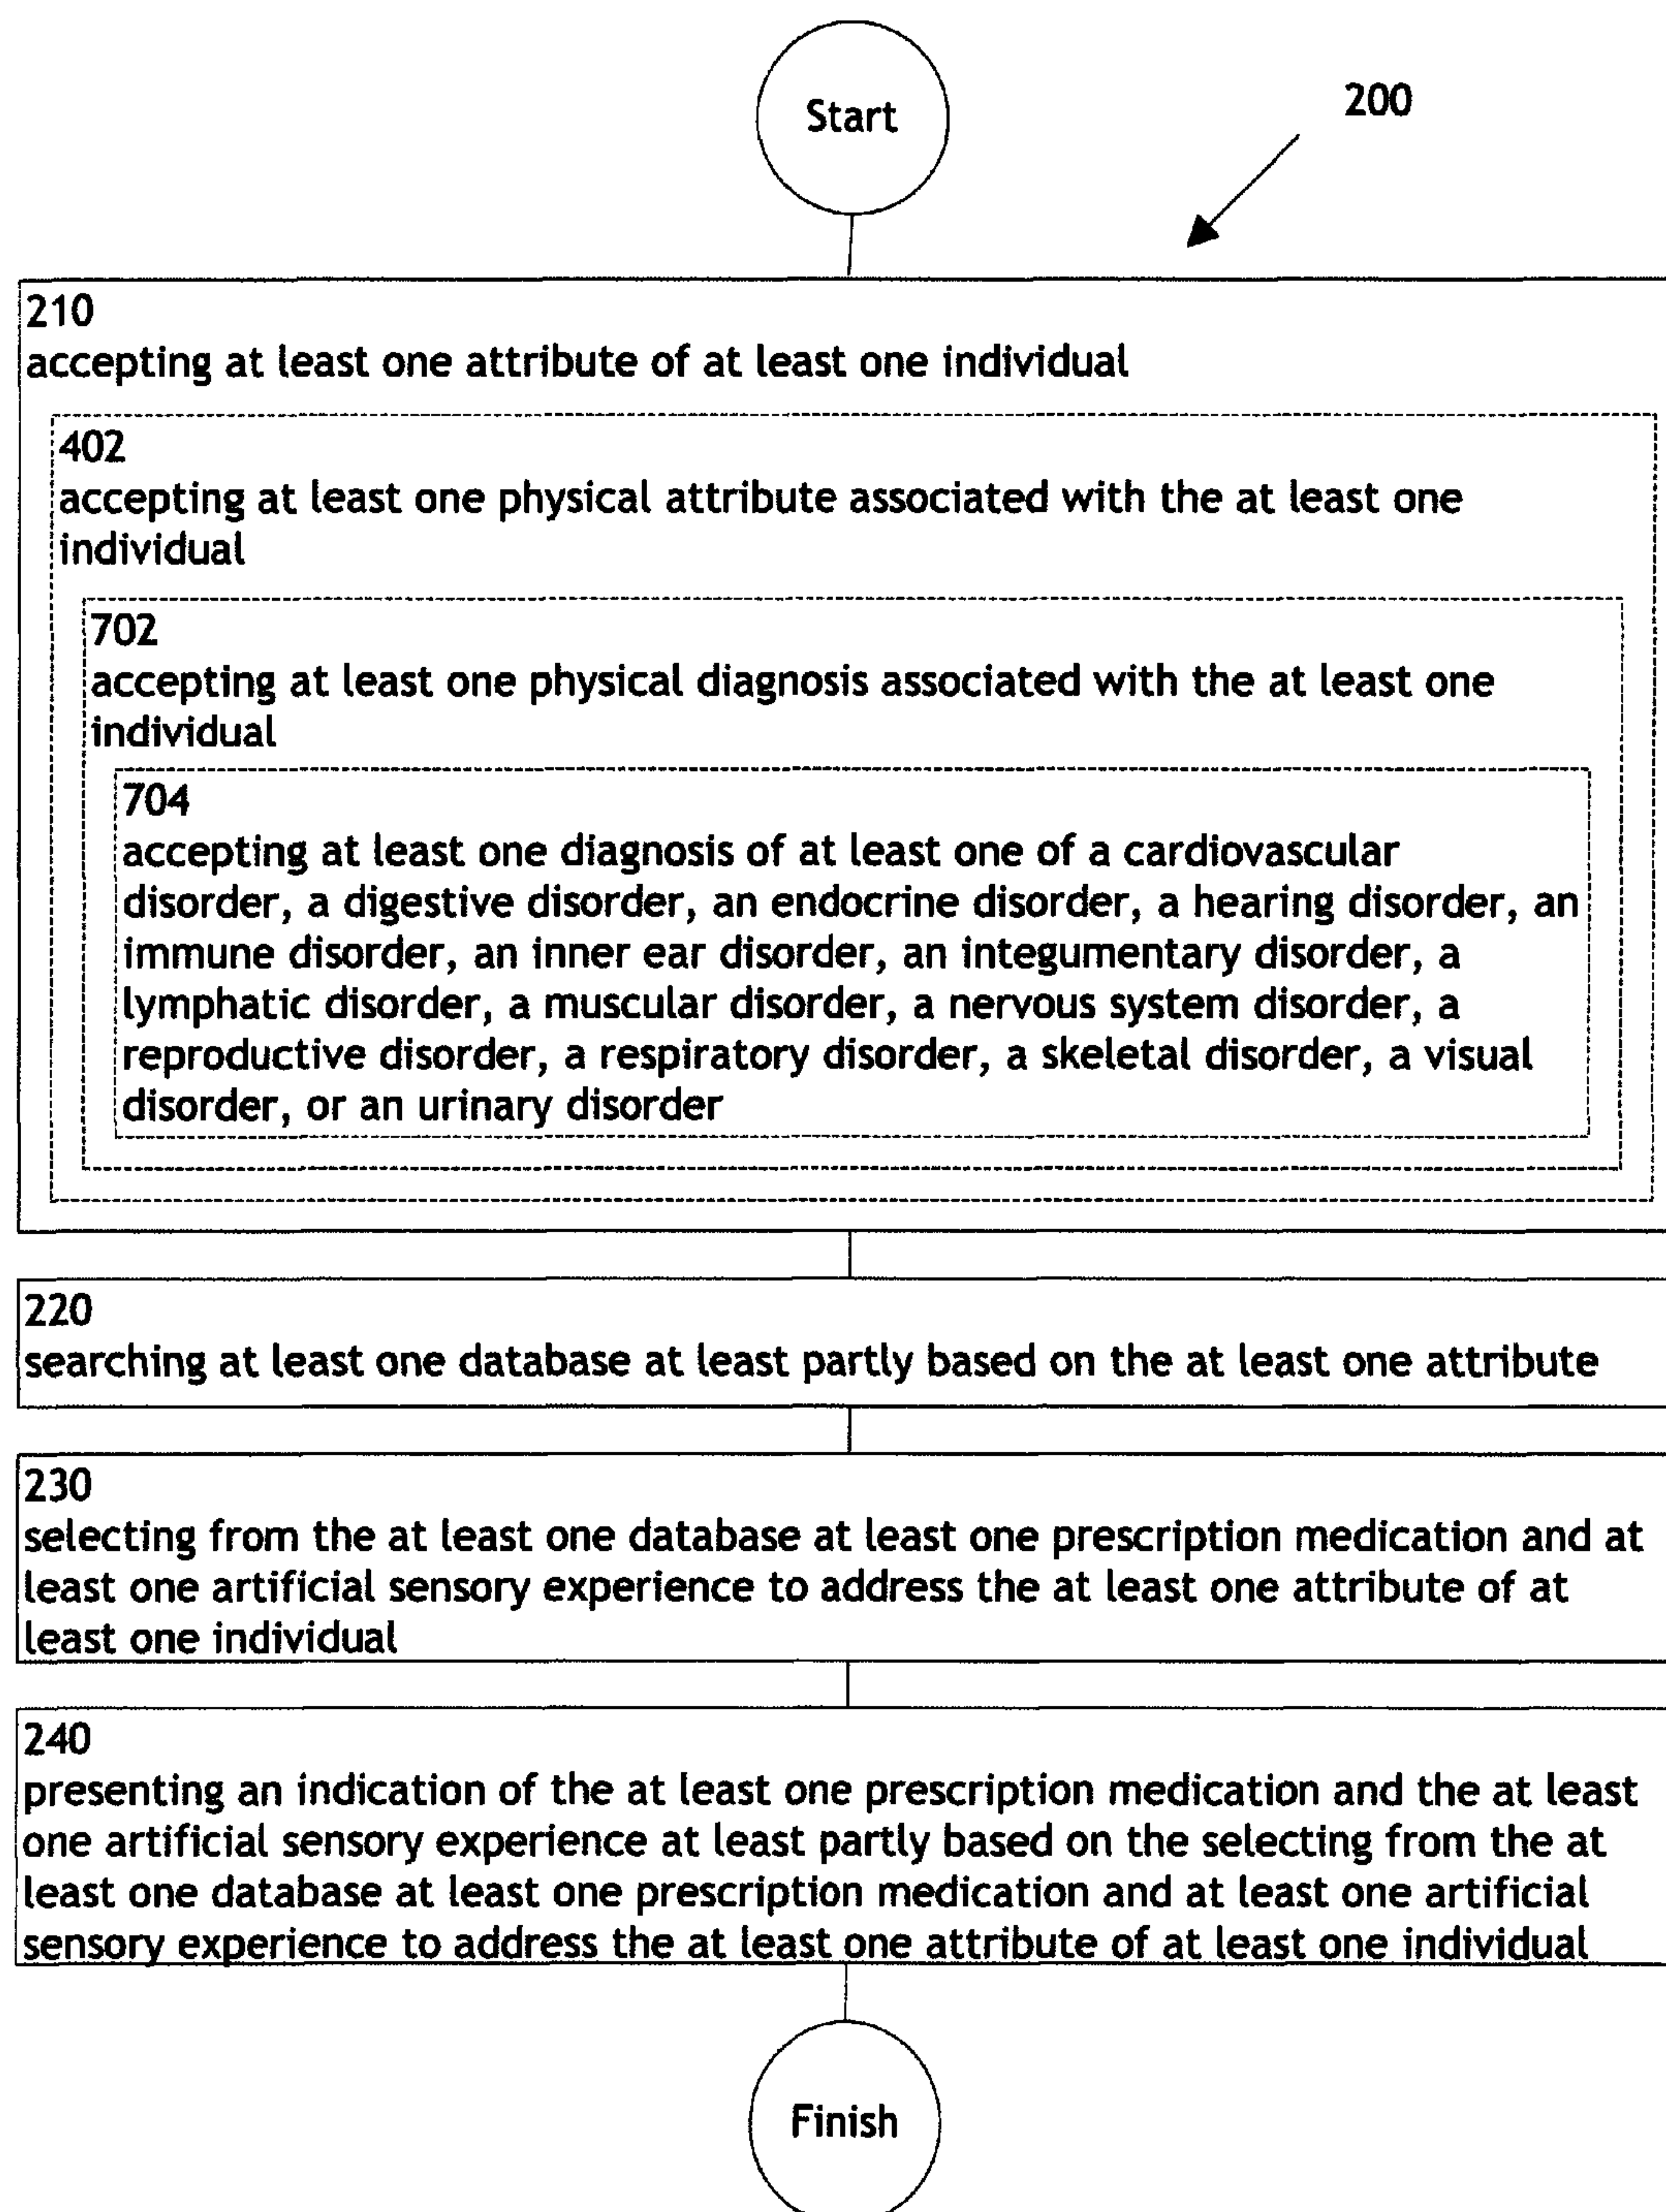 Start
200
210
accepting at least one attribute of at least one individual
402
accepting at least one physical attribute associated with the at least one
individual
702
accepting at least one physical diagnosis associated with the at least one
individual
704
accepting at least one diagnosis of at least one of a cardiovascular
disorder, a digestive disorder, an endocrine disorder, a hearing disorder, an
immune disorder, an inner ear disorder, an integumentary disorder, a
lymphatic disorder, a muscular disorder, a nervous system disorder, a
reproductive disorder, a respiratory disorder, a skeletal disorder, a visual
disorder, or an urinary disorder
220
searching at least one database at least partly based on the at least one attribute
230
selecting from the at least one database at least one prescription medication and at
least one artificial sensory experience to address the at least one attribute of at
least one individual
240
presenting an indication of the at least one prescription medication and the at least
one artificial sensory experience at least partly based on the selecting from the at
least one database at least one prescription medication and at least one artificial
sensory experience to address the at least one attribute of at least one individual
Finish